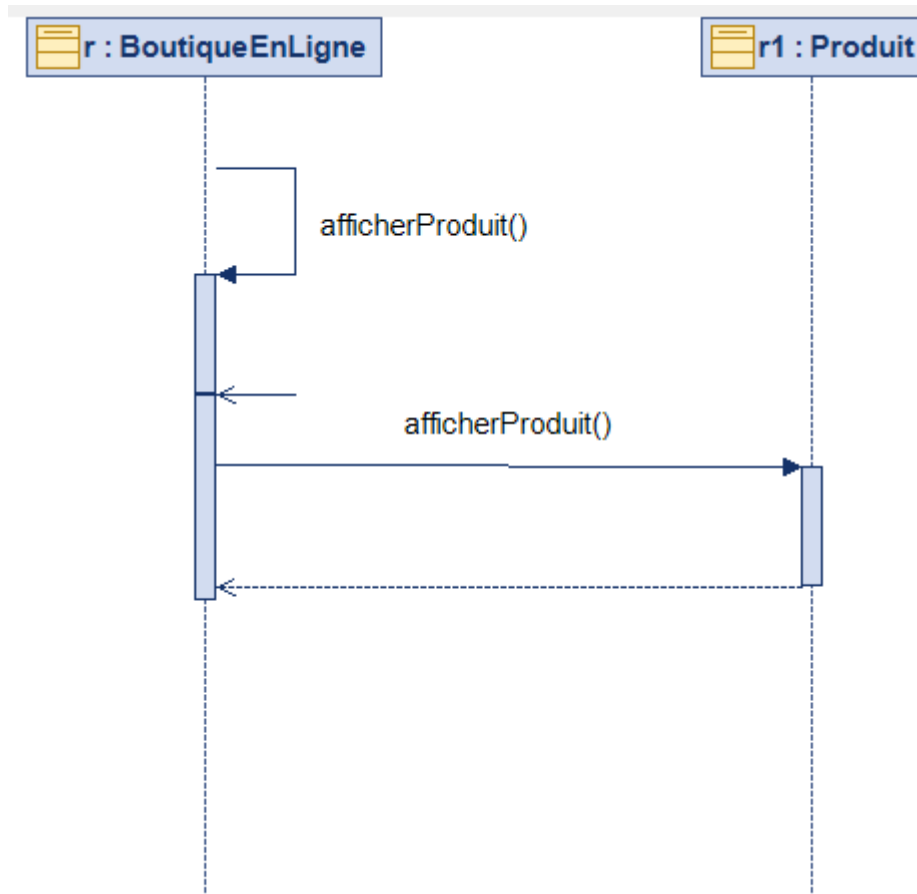 r : BoutiqueEnLigne
r1 : Produit
afficherProduit()
afficherProduit()